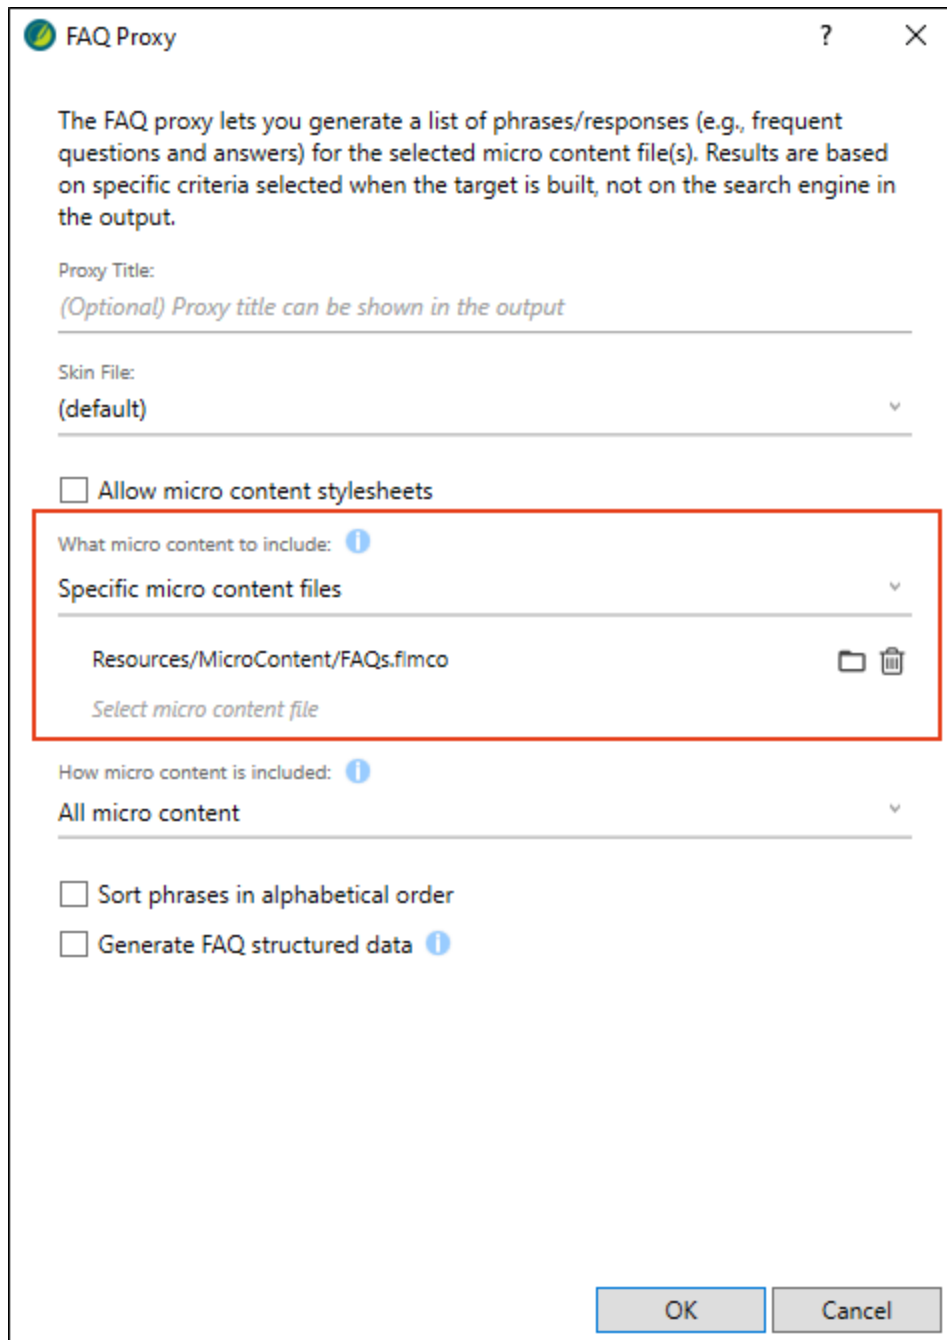 FAQ Proxy
?
The FAQ proxy lets you generate a list of phrases/responses (e.g., frequent
questions and answers) for the selected micro content file(s). Results are based
on specific criteria selected when the target is built, not on the search engine in
the output.
Proxy Title:
(Optional) Proxy title can be shown in the output
Skin File:
(default)
Allow micro content stylesheets
What micro content to include:
Specific micro content files
Resources/MicroContent/FAQs.flmco
Select micro content file
How micro content is included:
All micro content
Sort phrases in alphabetical order
Generate FAQ structured data
OK Cancel